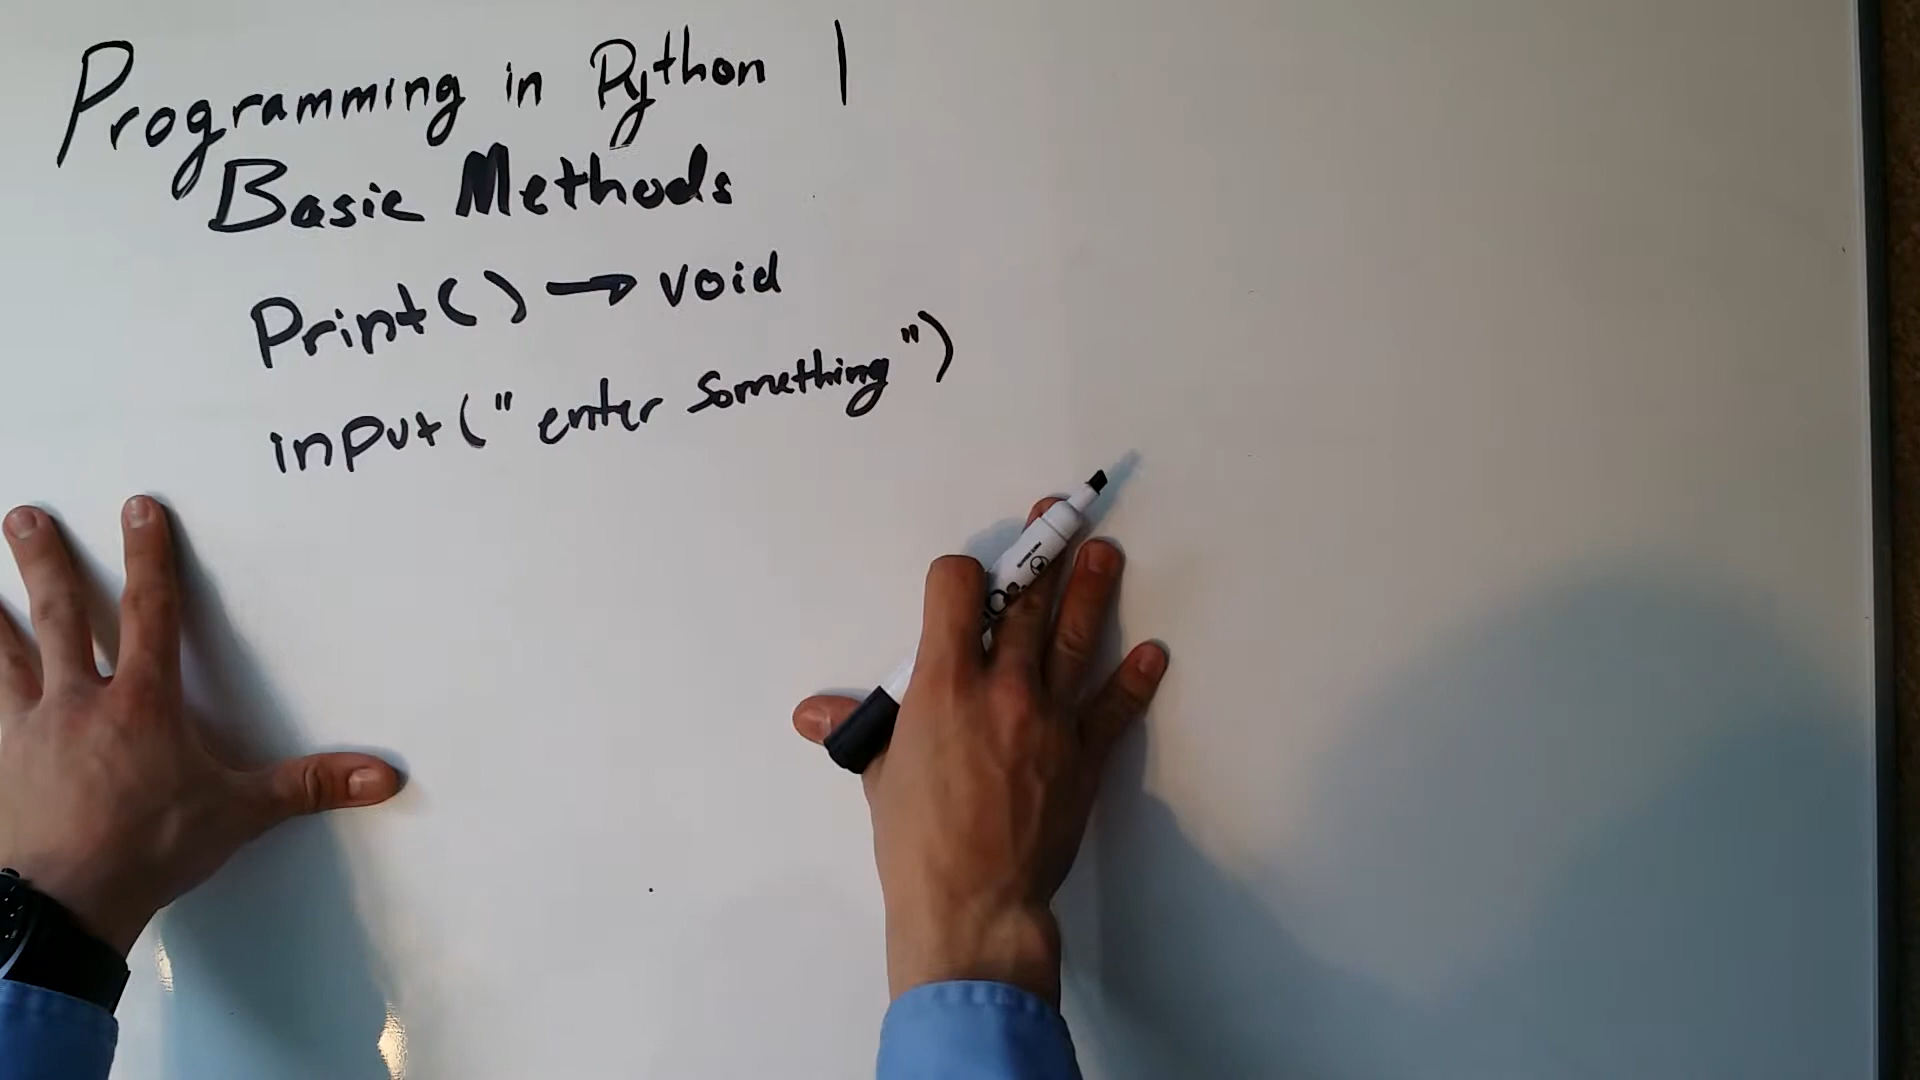 Programming in Python 1
Basic Methods
Print() → void
input("enter something")